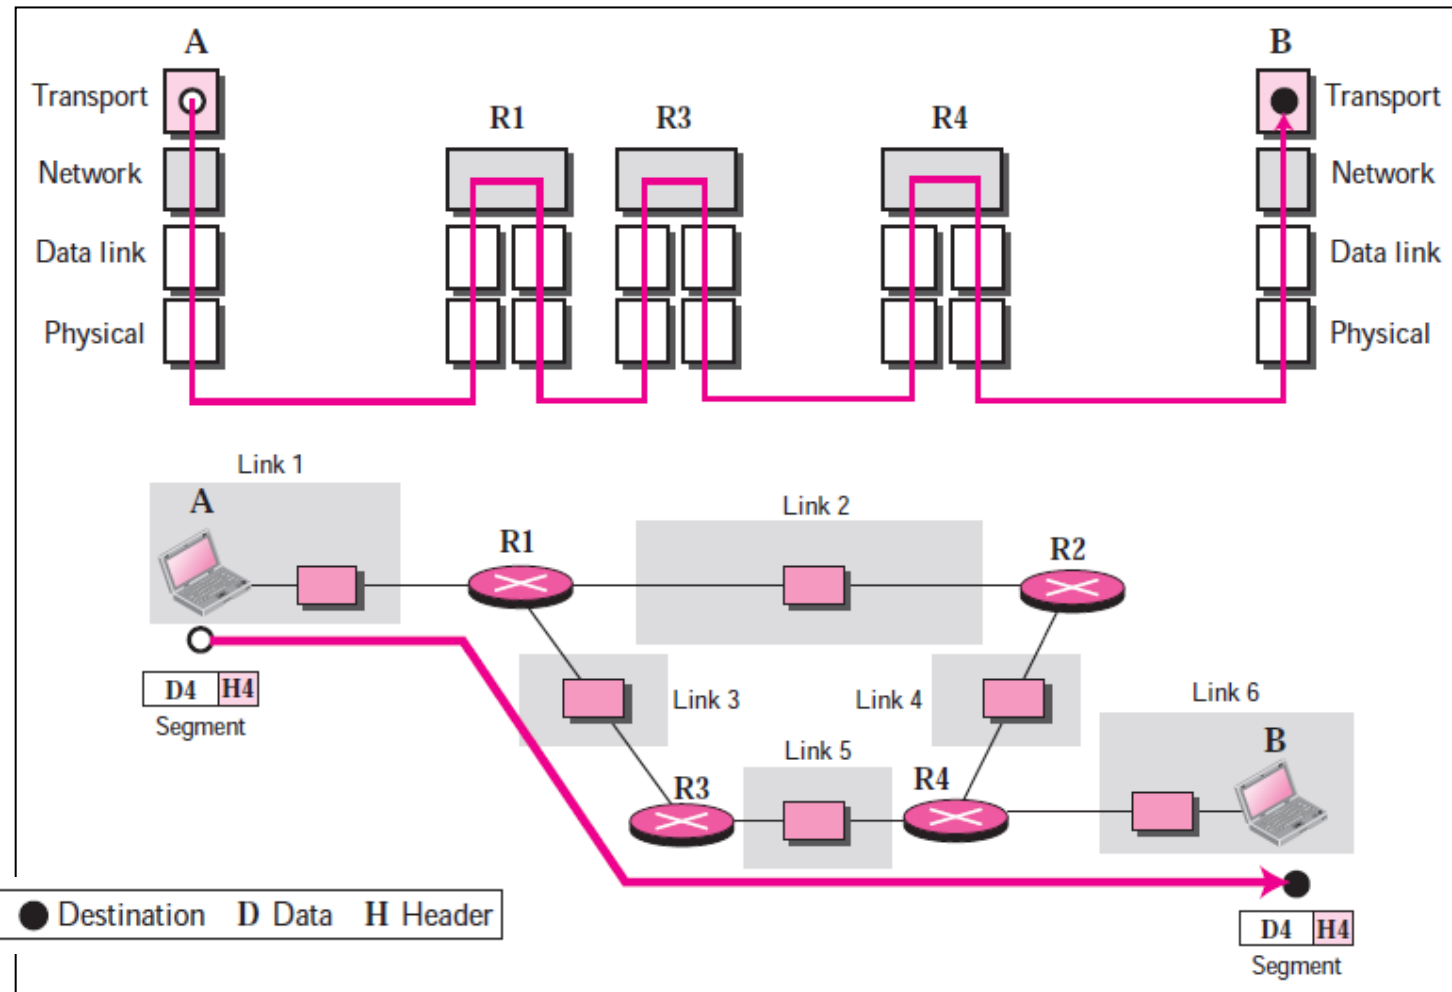 A
B
Transport
Transport
R1
R3
R4
Network
Network
Data link
Data link
Physical
Physical
Link 1
A
Link 2
R1
R2
D4 H4
Segment
Link 3
Link 4
Link 6
Link 5
B
R3
R4
Destination D Data H Header
D4 H4
Segment